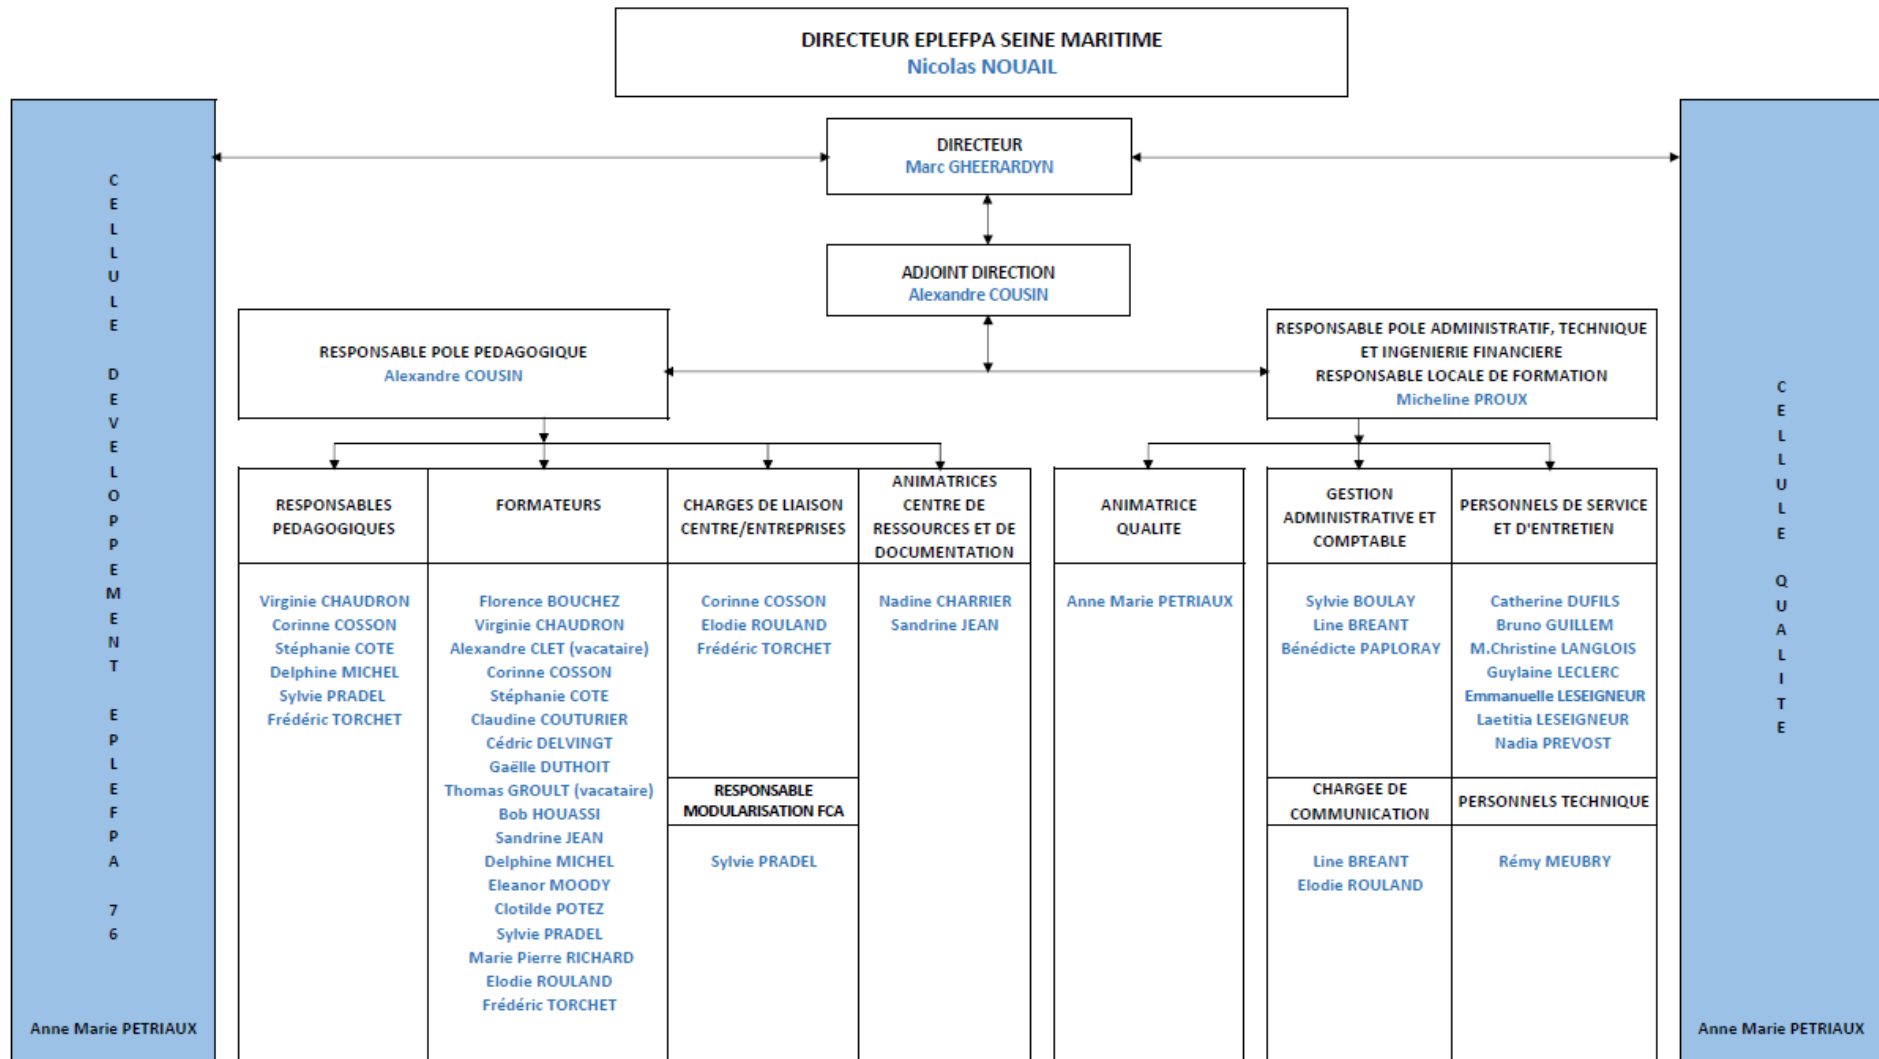 DIRECTEUR EPLEFPA SEINE MARITIME
Nicolas NOUAIL
CELLULE DEVELOPPEMENT EPLEFPA 76
Anne Marie PETRIAUX
DIRECTEUR
Marc GHEERARDYN
ADJOINT DIRECTION
Alexandre COUSIN
RESPONSABLE POLE PEDAGOGIQUE
Alexandre COUSIN
RESPONSABLE POLE ADMINISTRATIF, TECHNIQUE
ET INGENIERIE FINANCIERE
RESPONSABLE LOCALE DE FORMATION
Micheline PROUX
RESPONSABLES
PEDAGOGIQUES
Virginie CHAUDRON
Corinne COSSON
Stéphanie COTE
Delphine MICHEL
Sylvie PRADEL
Frédéric TORCHET
FORMATEURS
Florence BOUCHEZ
Virginie CHAUDRON
Alexandre CLET (vacataire)
Corinne COSSON
Stéphanie COTE
Claudine COUTURIER
Cédric DELVINGT
Gaëlle DUTHOIT
Thomas GROULT (vacataire)
Bob HOUASSI
Sandrine JEAN
Delphine MICHEL
Eleanor MOODY
Clotilde POTEZ
Sylvie PRADEL
Marie Pierre RICHARD
Elodie ROULAND
Frédéric TORCHET
CHARGES DE LIAISON
CENTRE/ENTREPRISES
Corinne COSSON
Elodie ROULAND
Frédéric TORCHET
RESPONSABLE
MODULARISATION FCA
Sylvie PRADEL
ANIMATRICES
CENTRE DE
RESSOURCES ET DE
DOCUMENTATION
Nadine CHARRIER
Sandrine JEAN
ANIMATRICE
QUALITE
Anne Marie PETRIAUX
GESTION
ADMINISTRATIVE ET
COMPTABLE
Sylvie BOULAY
Line BREANT
Bénédicte PAPLORAY
CHARGEE DE
COMMUNICATION
Line BREANT
Elodie ROULAND
PERSONNELS DE SERVICE
ET D'ENTRETIEN
Catherine DUFILS
Bruno GUILLEM
M.Christine LANGLOIS
Guylaine LECLERC
Emmanuelle LESEIGNEUR
Laetitia LESEIGNEUR
Nadia PREVOST
PERSONNELS TECHNIQUE
Rémy MEUBRY
CELLULE QUALITE
Anne Marie PETRIAUX